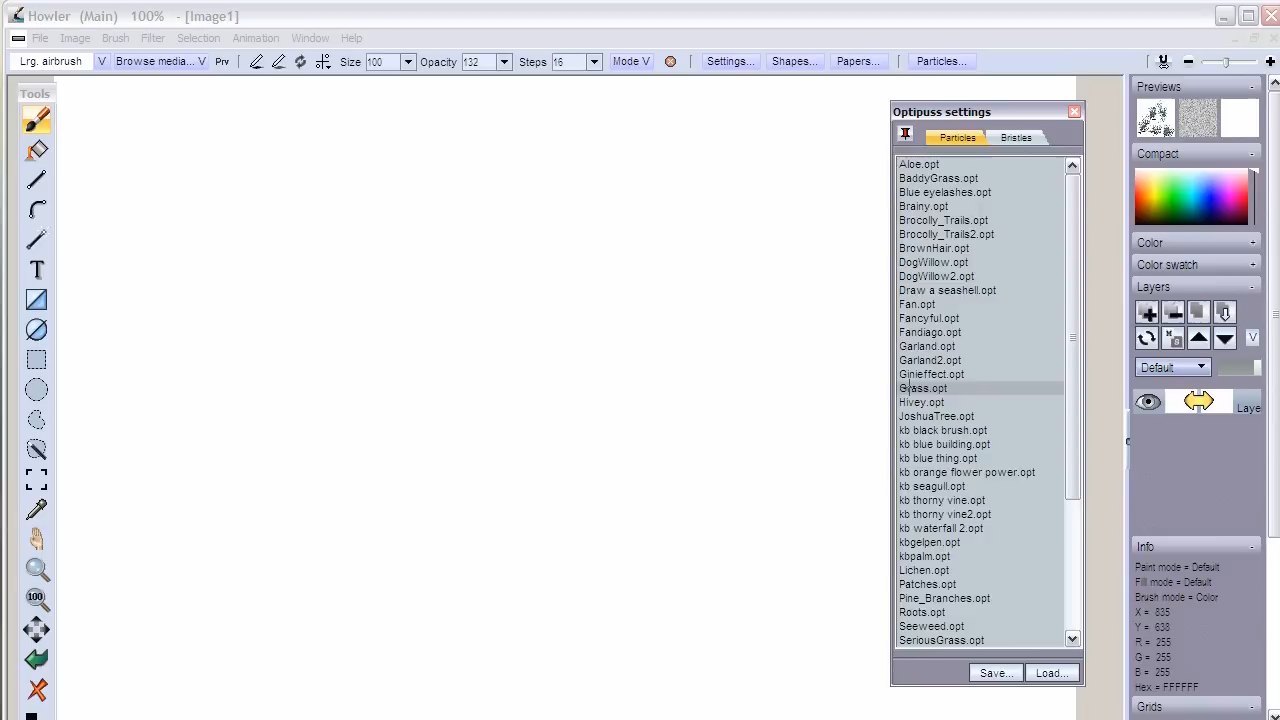 Howler (Main) 100% - [Image1]
File Image Brush Filter Selection Animation Window Help
Lrg. airbrush V Browse media... V Prv Size 100 Opacity 132 Steps 16 Mode V Settings... Shapes... Papers... Particles...
Tools
T
100
Optipuss settings
Particles Bristles
Aloe.opt
BaddyGrass.opt
Blue eyelashes.opt
Brainy.opt
Brocolly_Trails.opt
Brocolly_Trails2.opt
BrownHair.opt
DogWillow.opt
DogWillow2.opt
Draw a seashell.opt
Fan.opt
Fancyful.opt
Fandiago.opt
Garland.opt
Garland2.opt
Ginieffect.opt
Grass.opt
Hivey.opt
JoshuaTree.opt
kb black brush.opt
kb blue building.opt
kb blue thing.opt
kb orange flower power.opt
kb seagull.opt
kb thorny vine.opt
kb thorny vine2.opt
kb waterfall 2.opt
kbgelpen.opt
kbpalm.opt
Lichen.opt
Patches.opt
Pine_Branches.opt
Roots.opt
Seeweed.opt
SeriousGrass.opt
Save... Load...
Previews -
Compact -
Color +
Color swatch +
Layers -
V
Default
Laye
Info -
Paint mode = Default
Fill mode = Default
Brush mode = Color
X = 835
Y = 638
R = 255
G = 255
B = 255
Hex = FFFFFF
Grids -